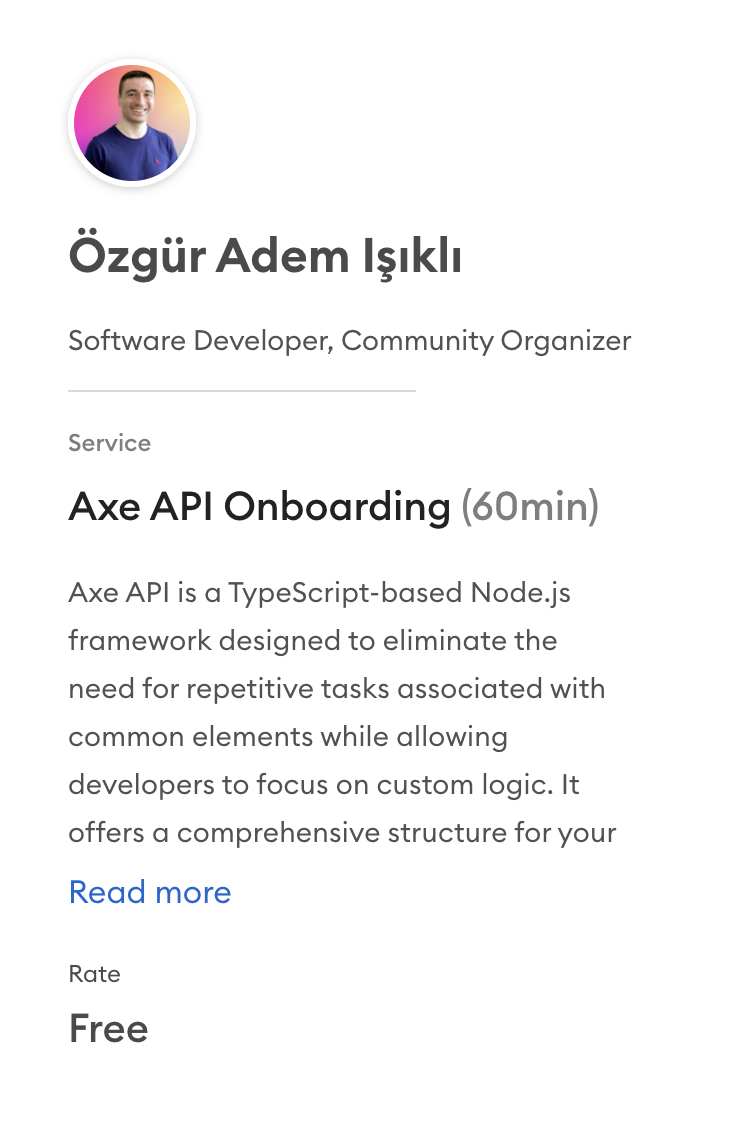 Özgür Adem Işıklı
Software Developer, Community Organizer
Service
Axe API Onboarding (60min)
Axe API is a TypeScript-based Node.js
framework designed to eliminate the
need for repetitive tasks associated with
common elements while allowing
developers to focus on custom logic. It
offers a comprehensive structure for your
Read more
Rate
Free